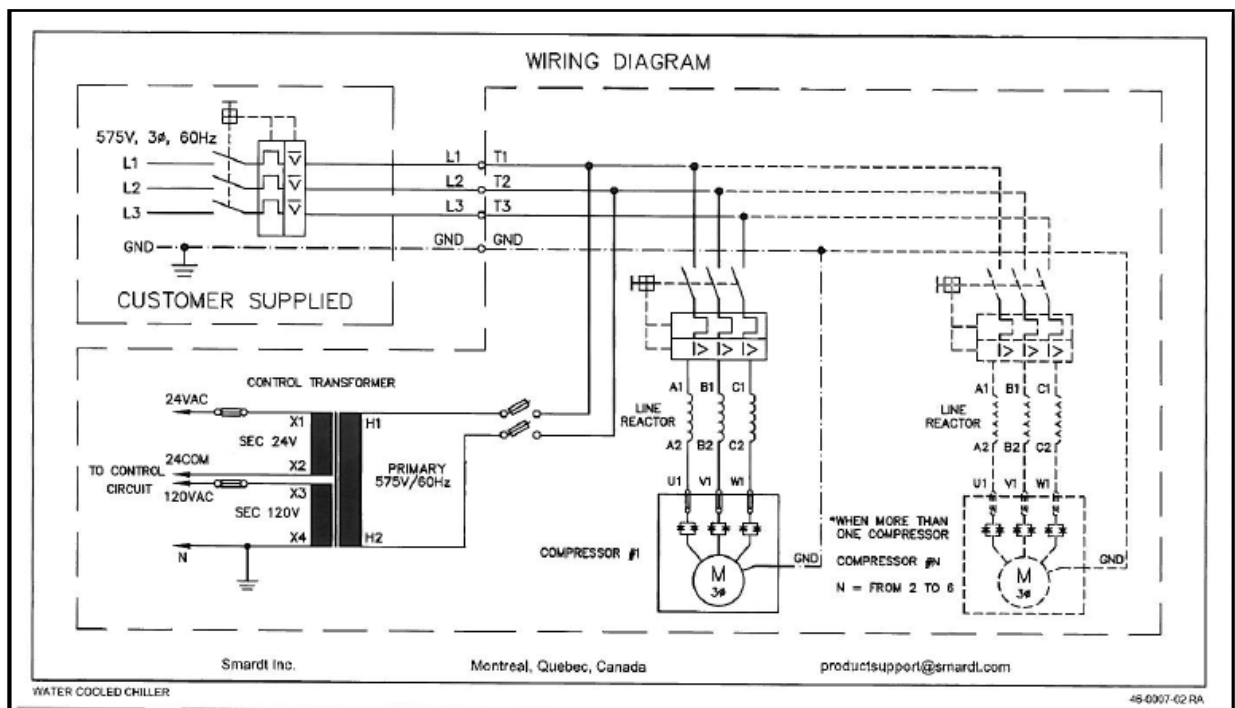 WIRING DIAGRAM
575V, 3ø, 60Hz
L1
L2
L3
GND
CUSTOMER SUPPLIED
L1 T1
L2 T2
L3 T3
GND GND
CONTROL TRANSFORMER
24VAC
X1
H1
SEC 24V
24COM
X2
TO CONTROL
CIRCUIT
120VAC
X3
PRIMARY
575V/60Hz
SEC 120V
X4
H2
N
A1 B1 C1
LINE
REACTOR
A2 B2 C2
U1 V1 W1
COMPRESSOR #1
M
3ø
GND
A1 B1 C1
LINE
REACTOR
A2 B2 C2
U1 V1 W1
*WHEN MORE THAN
ONE COMPRESSOR
COMPRESSOR #N
N = FROM 2 TO 6
M
3ø
GND
Smardt Inc.
Montreal, Quebec, Canada
productsupport@smardt.com
WATER COOLED CHILLER
46-0007-02 RA